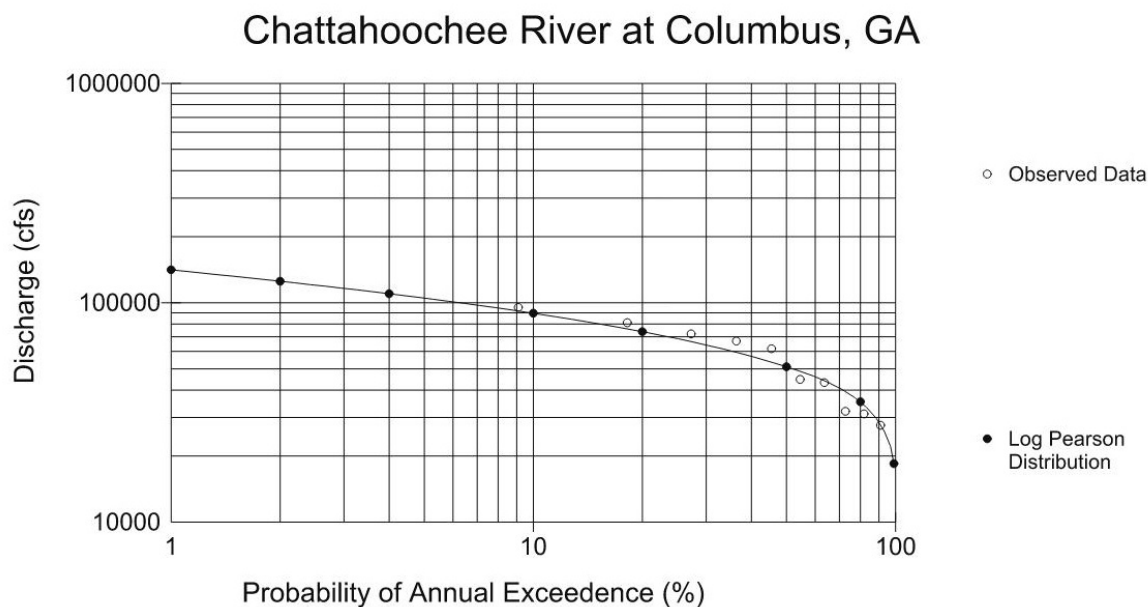 Chattahoochee River at Columbus, GA
1000000
100000
10000
Discharge (cfs)
1
10
100
Probability of Annual Exceedence (%)
Observed Data
Log Pearson
Distribution